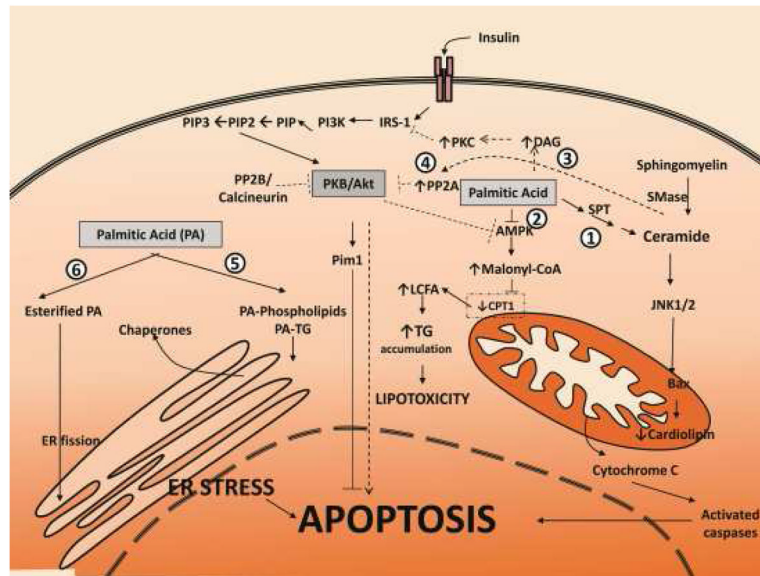 Insulin
PIP3 ← PIP2 ← PIP
PI3K
IRS-1
↑PKC
↑DAG
③
Sphingomyelin
④
PP2B/
Calcineurin
PKB/Akt
↑PP2A
Palmitic Acid
SMase
SPT
②
①
AMPK
Ceramide
Palmitic Acid (PA)
Pim1
⑥
⑤
↑Malonyl-CoA
↑LCFA
↓CPT1
JNK1/2
Esterified PA
PA-Phospholipids
PA-TG
Chaperones
↑TG
accumulation
Bax
LIPOTOXICITY
↓Cardiolipin
ER fission
Cytochrome C
ER STRESS
APOPTOSIS
Activated
caspases